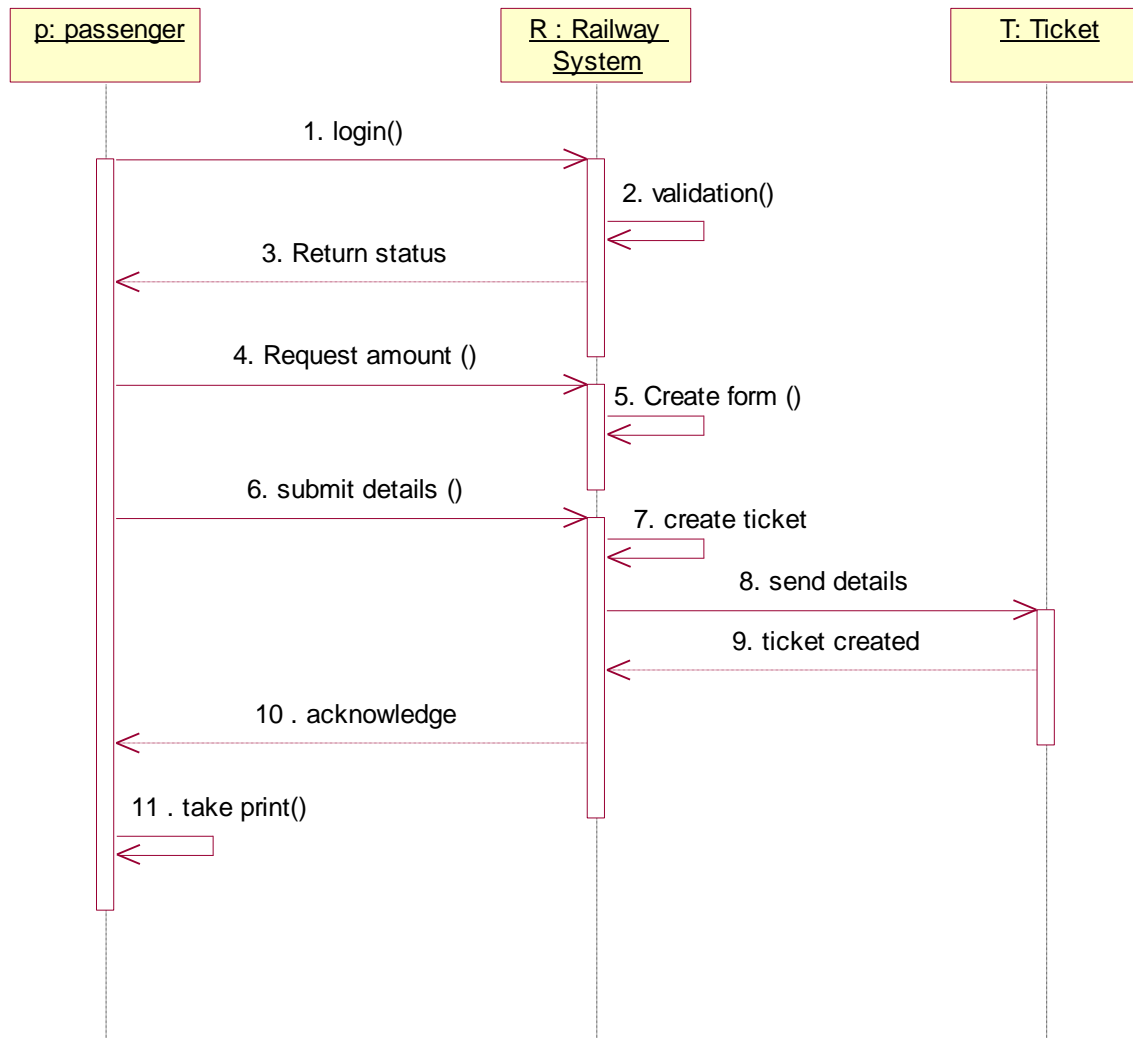 p: passenger
R : Railway
System
T: Ticket
1. login()
2. validation()
3. Return status
4. Request amount ()
5. Create form ()
6. submit details ()
7. create ticket
8. send details
9. ticket created
10 . acknowledge
11 . take print()